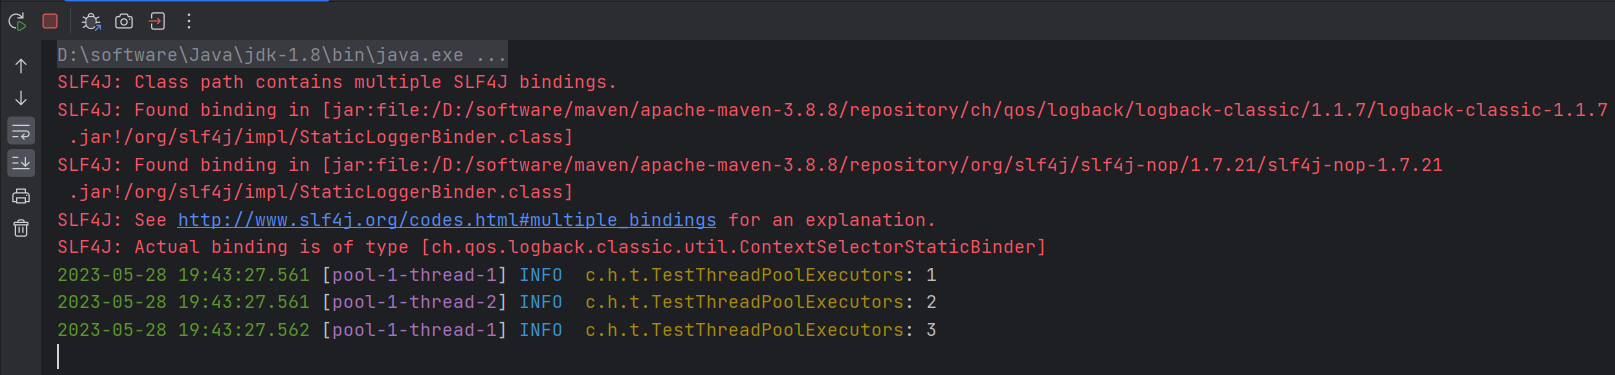 D:\software\Java\jdk-1.8\bin\java.exe ...
SLF4J: Class path contains multiple SLF4J bindings.
SLF4J: Found binding in [jar:file:/D:/software/maven/apache-maven-3.8.8/repository/ch/qos/logback/logback-classic/1.1.7/logback-classic-1.1.7
.jar!/org/slf4j/impl/StaticLoggerBinder.class]
SLF4J: Found binding in [jar:file:/D:/software/maven/apache-maven-3.8.8/repository/org/slf4j/slf4j-nop/1.7.21/slf4j-nop-1.7.21
.jar!/org/slf4j/impl/StaticLoggerBinder.class]
SLF4J: See http://www.slf4j.org/codes.html#multiple_bindings for an explanation.
SLF4J: Actual binding is of type [ch.qos.logback.classic.util.ContextSelectorStaticBinder]
2023-05-28 19:43:27.561 [pool-1-thread-1] INFO  c.h.t.TestThreadPoolExecutors: 1
2023-05-28 19:43:27.561 [pool-1-thread-2] INFO  c.h.t.TestThreadPoolExecutors: 2
2023-05-28 19:43:27.562 [pool-1-thread-1] INFO  c.h.t.TestThreadPoolExecutors: 3